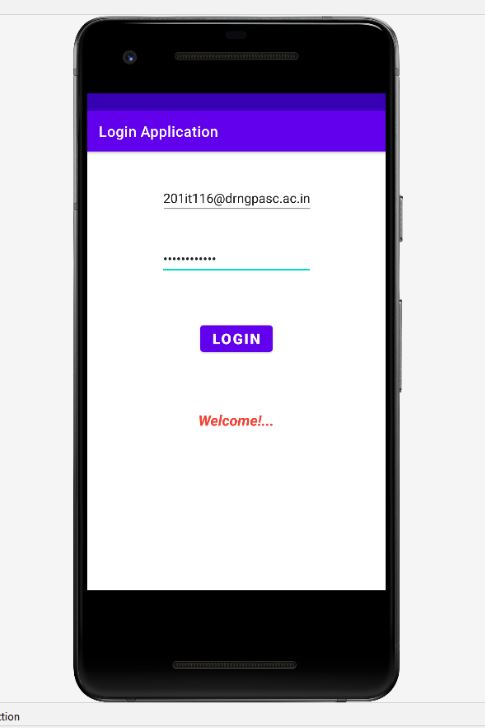 Login Application
201it116@drngpasc.ac.in
••••••••••••
LOGIN
Welcome!...